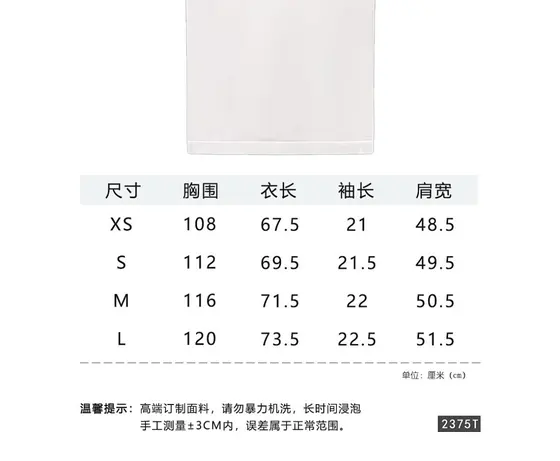 尺寸 胸围 衣长 袖长 肩宽
XS 108 67.5 21 48.5
S 112 69.5 21.5 49.5
M 116 71.5 22 50.5
L 120 73.5 22.5 51.5
单位：厘米（cm）
温馨提示：高端订制面料，请勿暴力机洗，长时间浸泡
手工测量±3CM内，误差属于正常范围。
2375T